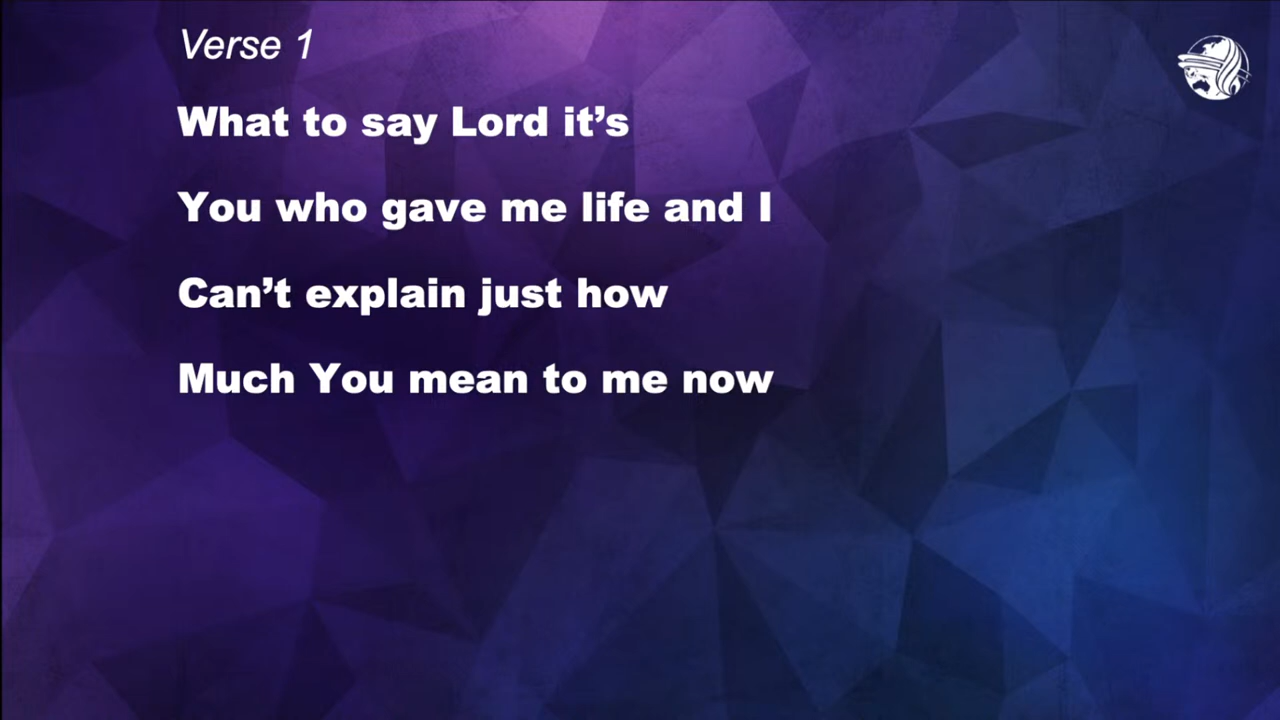 Verse 1
What to say Lord it’s
You who gave me life and I
Can’t explain just how
Much You mean to me now